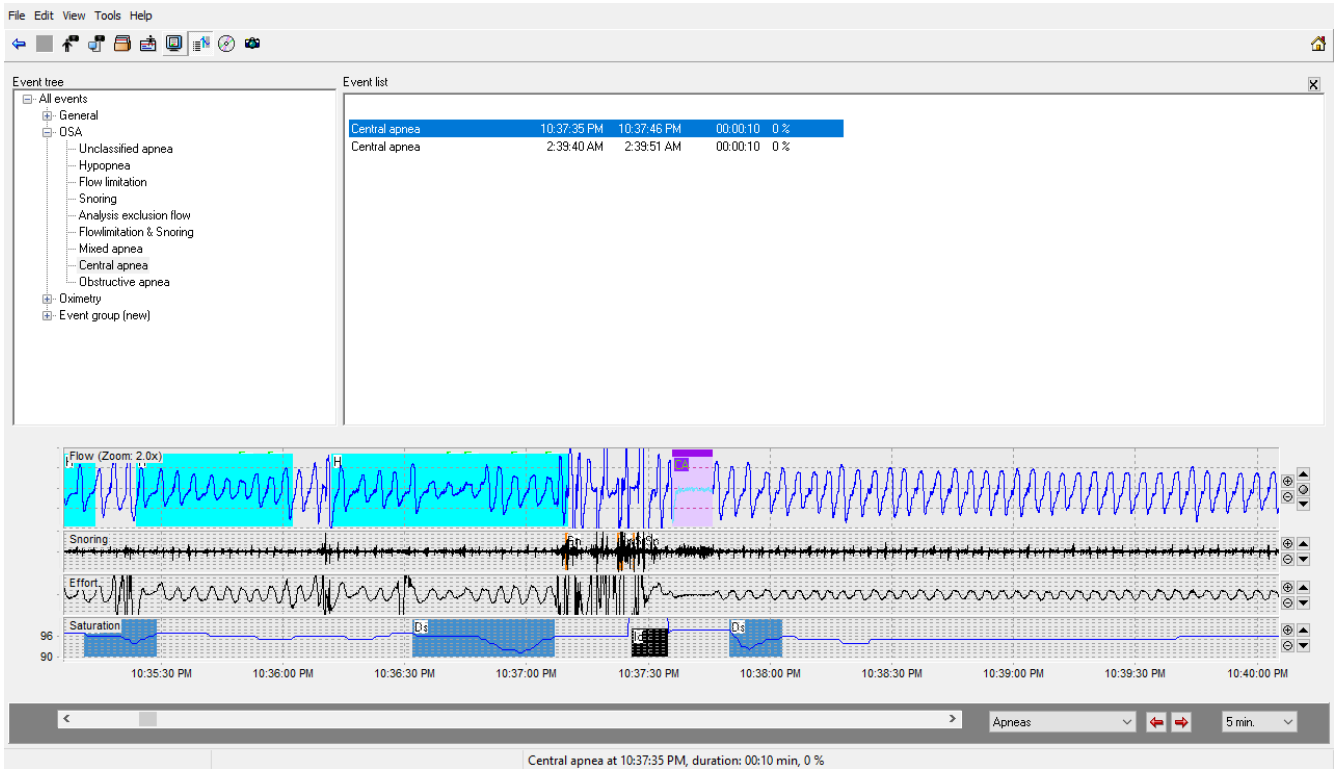 File Edit View Tools Help
Event tree
Event list
All events
General
OSA
Unclassified apnea
Hypopnea
Flow limitation
Snoring
Analysis exclusion flow
Flowlimitation & Snoring
Mixed apnea
Central apnea
Obstructive apnea
Oximetry
Event group (new)
Central apnea 10:37:35 PM 10:37:46 PM 00:00:10 0 %
Central apnea 2:39:40 AM 2:39:51 AM 00:00:10 0 %
Flow (Zoom: 2.0x)
H
CA
Snoring
Effort
Saturation
Ds
Ds
96
90
10:35:30 PM 10:36:00 PM 10:36:30 PM 10:37:00 PM 10:37:30 PM 10:38:00 PM 10:38:30 PM 10:39:00 PM 10:39:30 PM 10:40:00 PM
Apneas
5 min.
Central apnea at 10:37:35 PM, duration: 00:10 min, 0 %